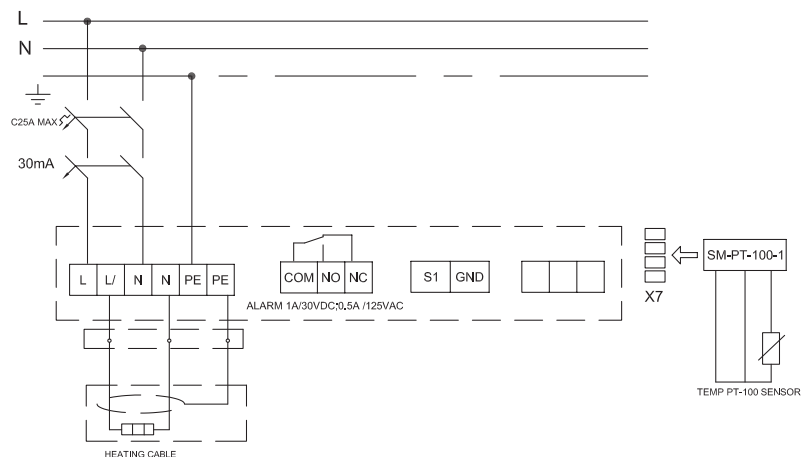 L
N
C25A MAX
30mA
L L/ N N PE PE
COM NO NC
S1 GND
SM-PT-100-1
X7
ALARM 1A/30VDC;0.5A /125VAC
TEMP PT-100 SENSOR
HEATING CABLE